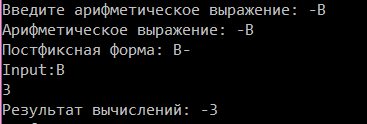 Введите арифметическое выражение: -B
Арифметическое выражение: -B
Постфиксная форма: B-
Input:B
3
Результат вычислений: -3